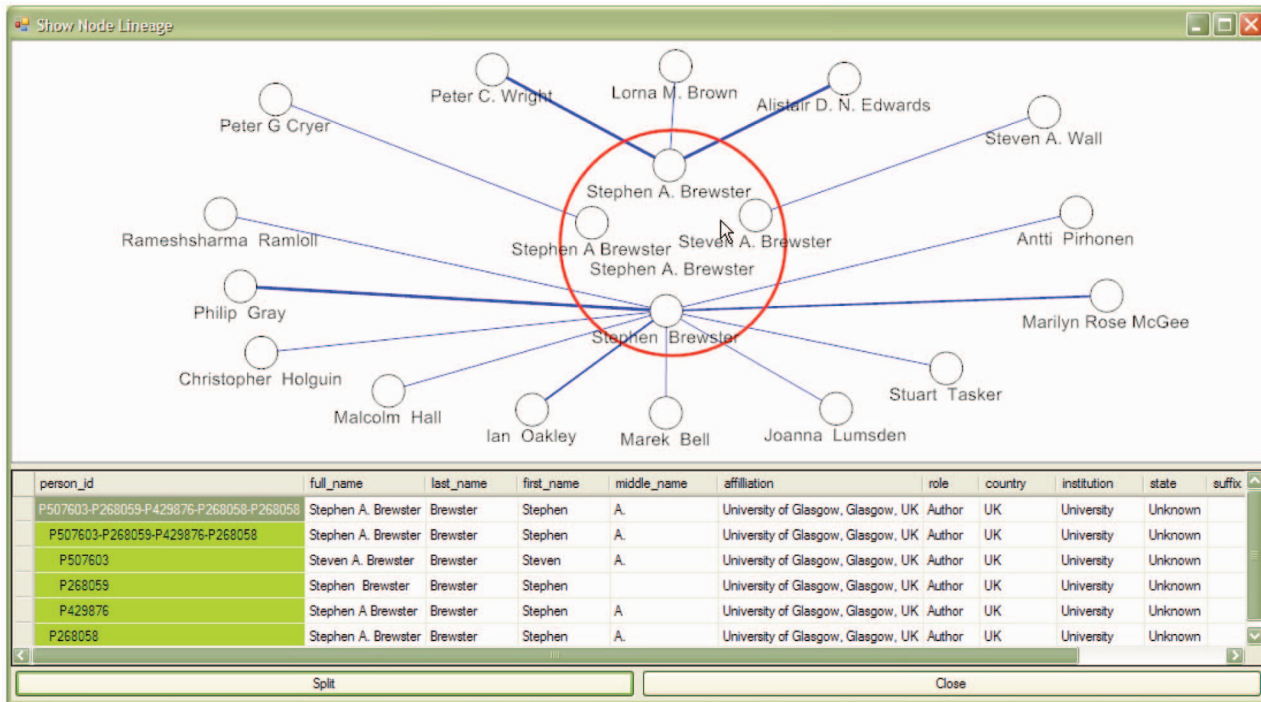 Show Node Lineage
Peter C. Wright
Lorna M. Brown
Alistair D. N. Edwards
Peter G Cryer
Steven A. Wall
Stephen A. Brewster
Rameshsharma Ramloll
Stephen A Brewster
Steven A. Brewster
Antti Pirhonen
Stephen A. Brewster
Philip Gray
Marilyn Rose McGee
Stephen Brewster
Christopher Holguin
Stuart Tasker
Malcolm Hall
Ian Oakley
Marek Bell
Joanna Lumsden
person_id full_name last_name first_name middle_name affilliation role country institution state suffix
P507603-P268059-P429876-P268058-P268058 Stephen A. Brewster Brewster Stephen A. University of Glasgow, Glasgow, UK Author UK University Unknown
P507603-P268059-P429876-P268058 Stephen A. Brewster Brewster Stephen A. University of Glasgow, Glasgow, UK Author UK University Unknown
P507603 Steven A. Brewster Brewster Steven A. University of Glasgow, Glasgow, UK Author UK University Unknown
P268059 Stephen Brewster Brewster Stephen University of Glasgow, Glasgow, UK Author UK University Unknown
P429876 Stephen A Brewster Brewster Stephen A University of Glasgow, Glasgow, UK Author UK University Unknown
P268058 Stephen A. Brewster Brewster Stephen A. University of Glasgow, Glasgow, UK Author UK University Unknown
Split Close